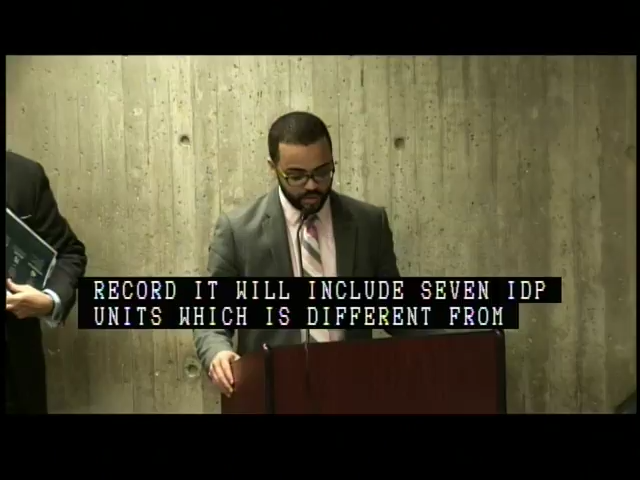 RECORD IT WILL INCLUDE SEVEN IDP
UNITS WHICH IS DIFFERENT FROM